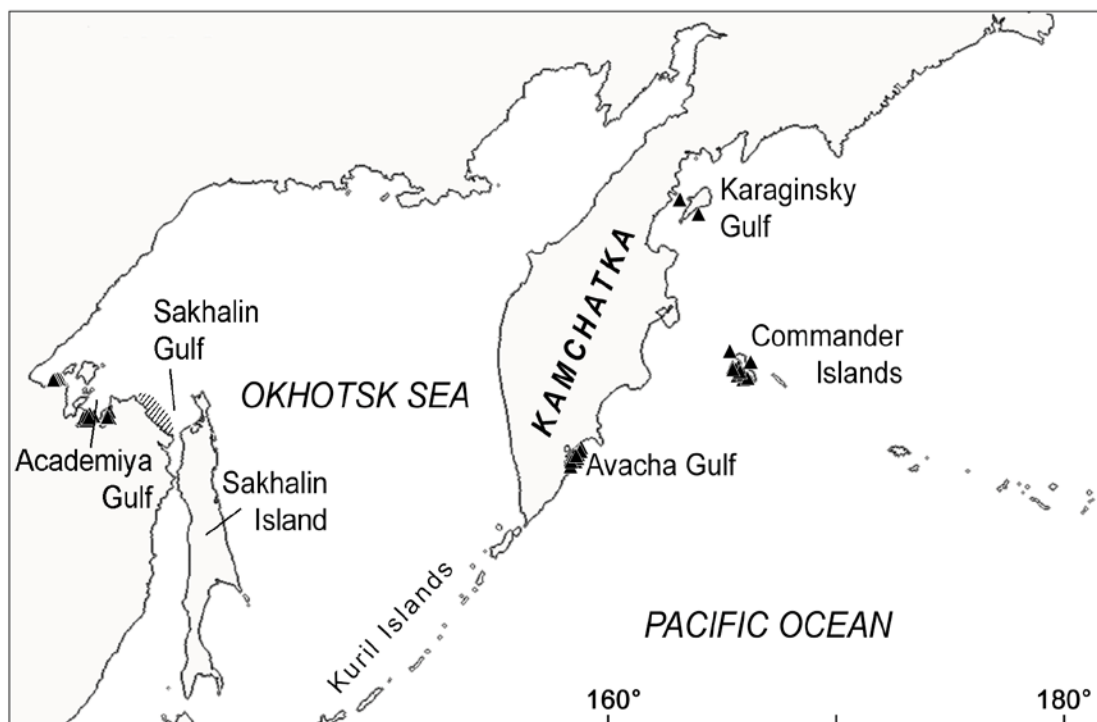 Karaginsky
Gulf
KAMCHATKA
Sakhalin
Gulf
Commander
Islands
OKHOTSK SEA
Academiya
Gulf
Avacha Gulf
Sakhalin
Island
Kuril Islands
PACIFIC OCEAN
160°
180°